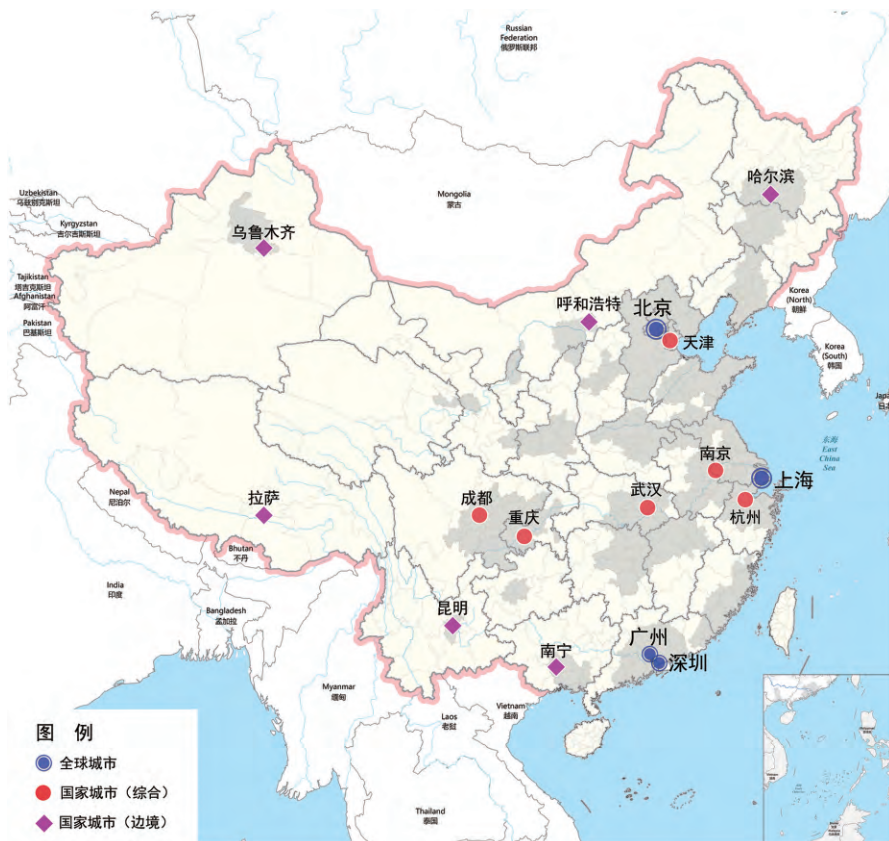 Russian
Federation
俄罗斯联邦
哈尔滨
Mongolia
蒙古
Uzbekistan
乌兹别克斯坦
Kyrgyzstan
吉尔吉斯斯坦
乌鲁木齐
Tajikistan
塔吉克斯坦
Afghanistan
阿富汗
Pakistan
巴基斯坦
呼和浩特
北京
天津
Korea
(North)
朝鲜
Korea
(South)
韩国
东海
East
China
Sea
南京
上海
杭州
武汉
成都
重庆
拉萨
Nepal
尼泊尔
Bhutan
不丹
India
印度
Bangladesh
孟加拉
昆明
南宁
广州
深圳
Myanmar
缅甸
Laos
老挝
Vietnam
越南
Thailand
泰国
图 例
全球城市
国家城市（综合）
国家城市（边境）